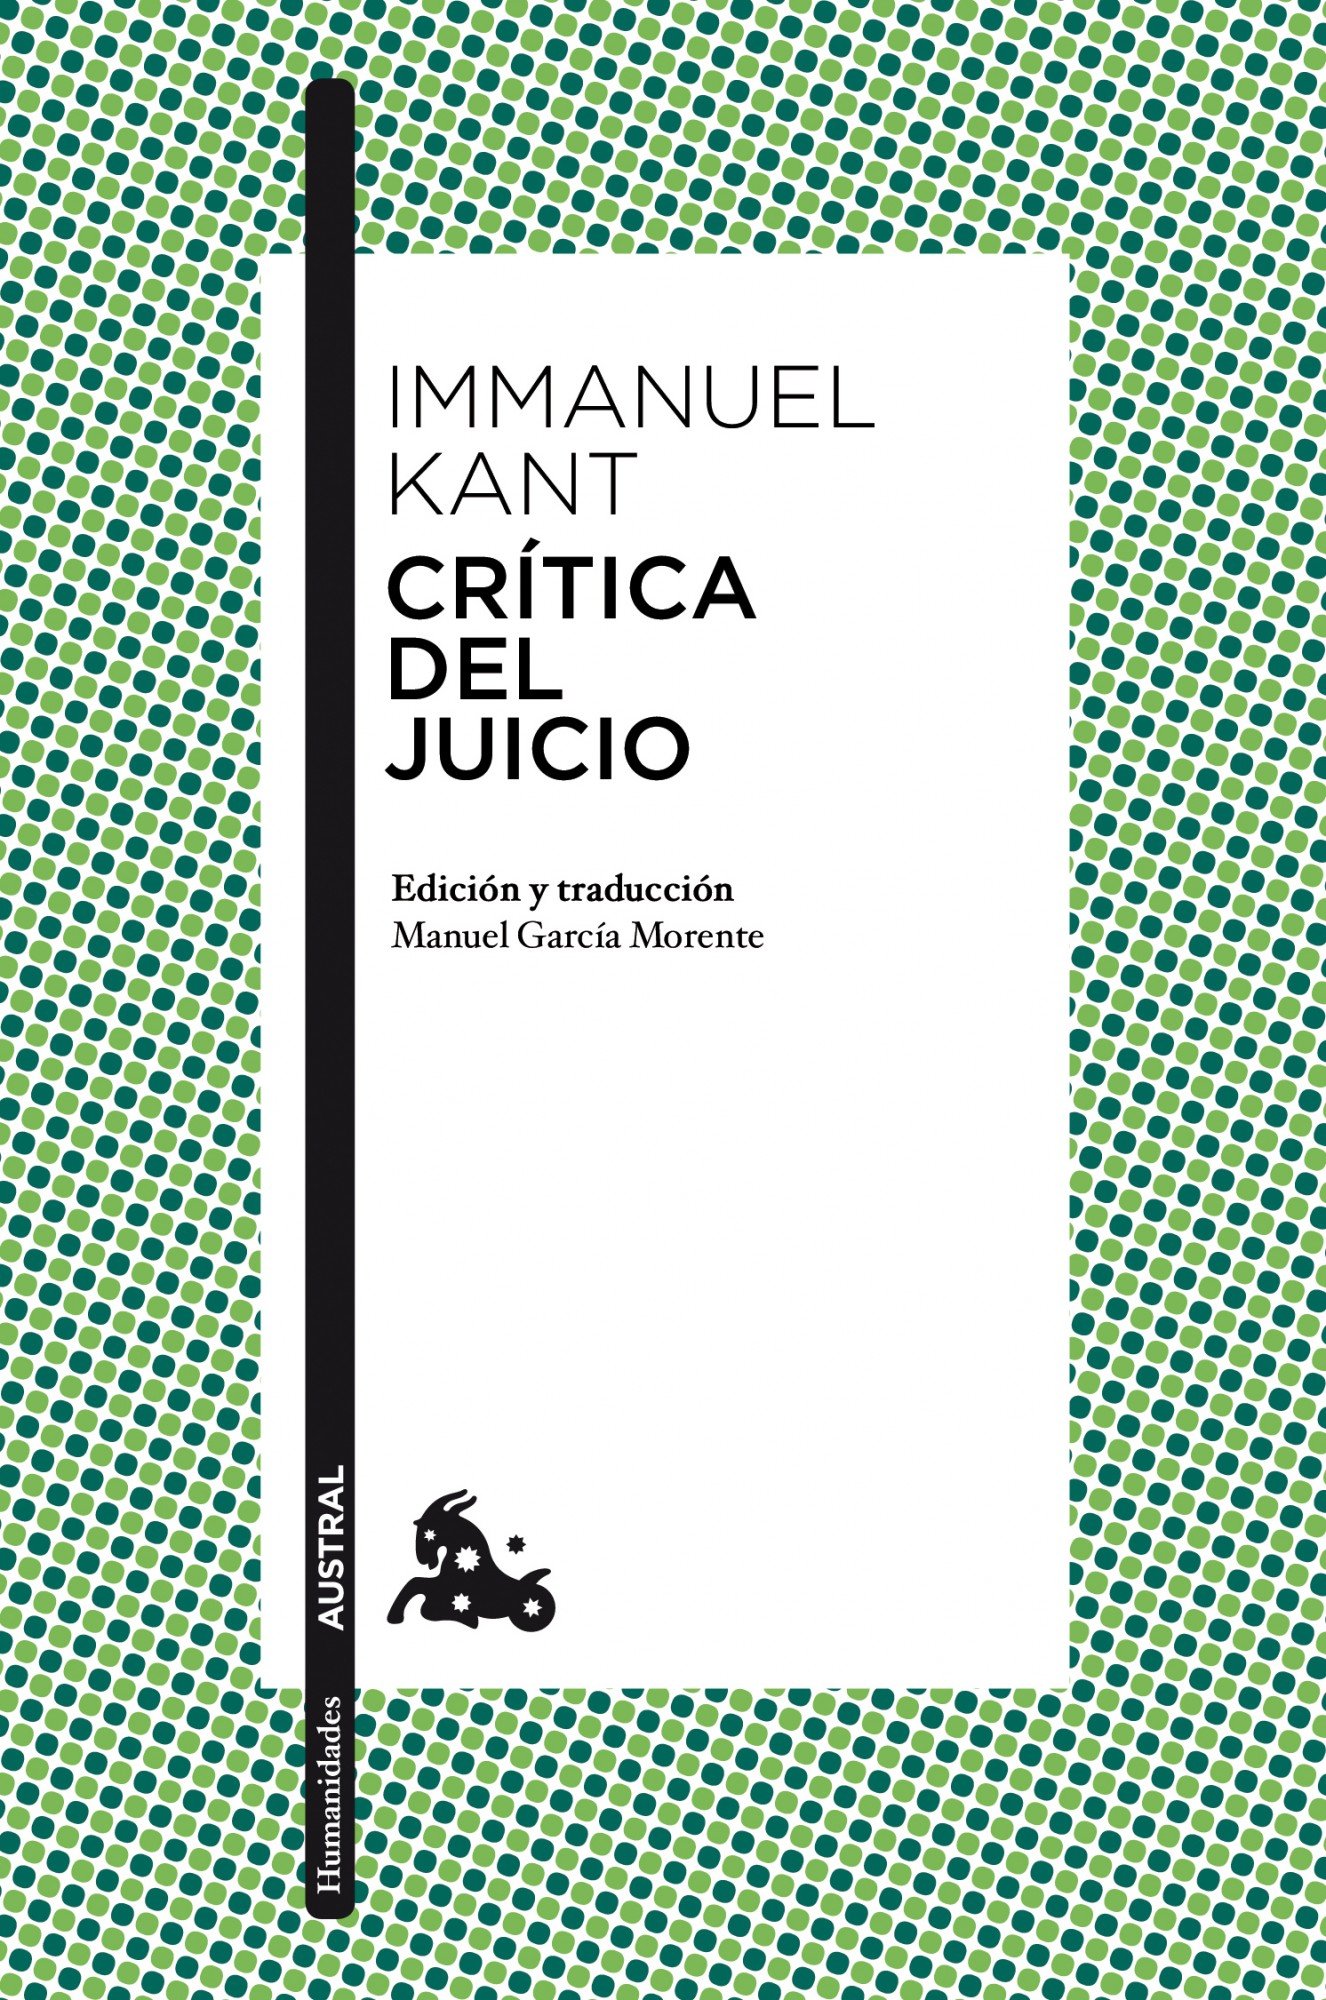 IMMANUEL
KANT
CRÍTICA
DEL
JUICIO
Edición y traducción
Manuel García Morente
AUSTRAL
Humanidades